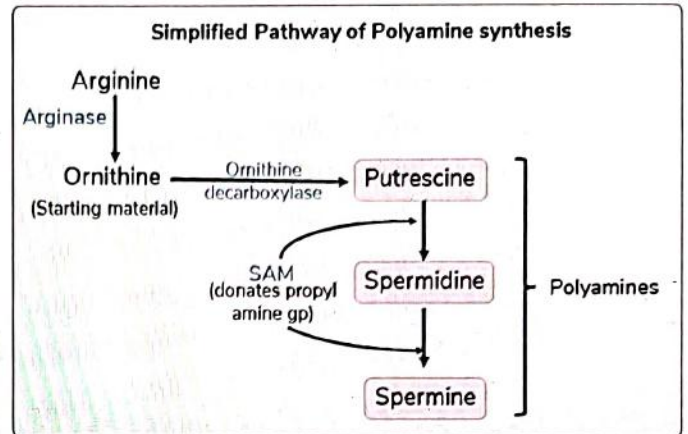 Simplified Pathway of Polyamine synthesis
Arginine
Arginase
Ornithine
(Starting material)
Ornithine
decarboxylase
Putrescine
SAM
(donates propyl
amine gp)
Spermidine
Spermine
Polyamines